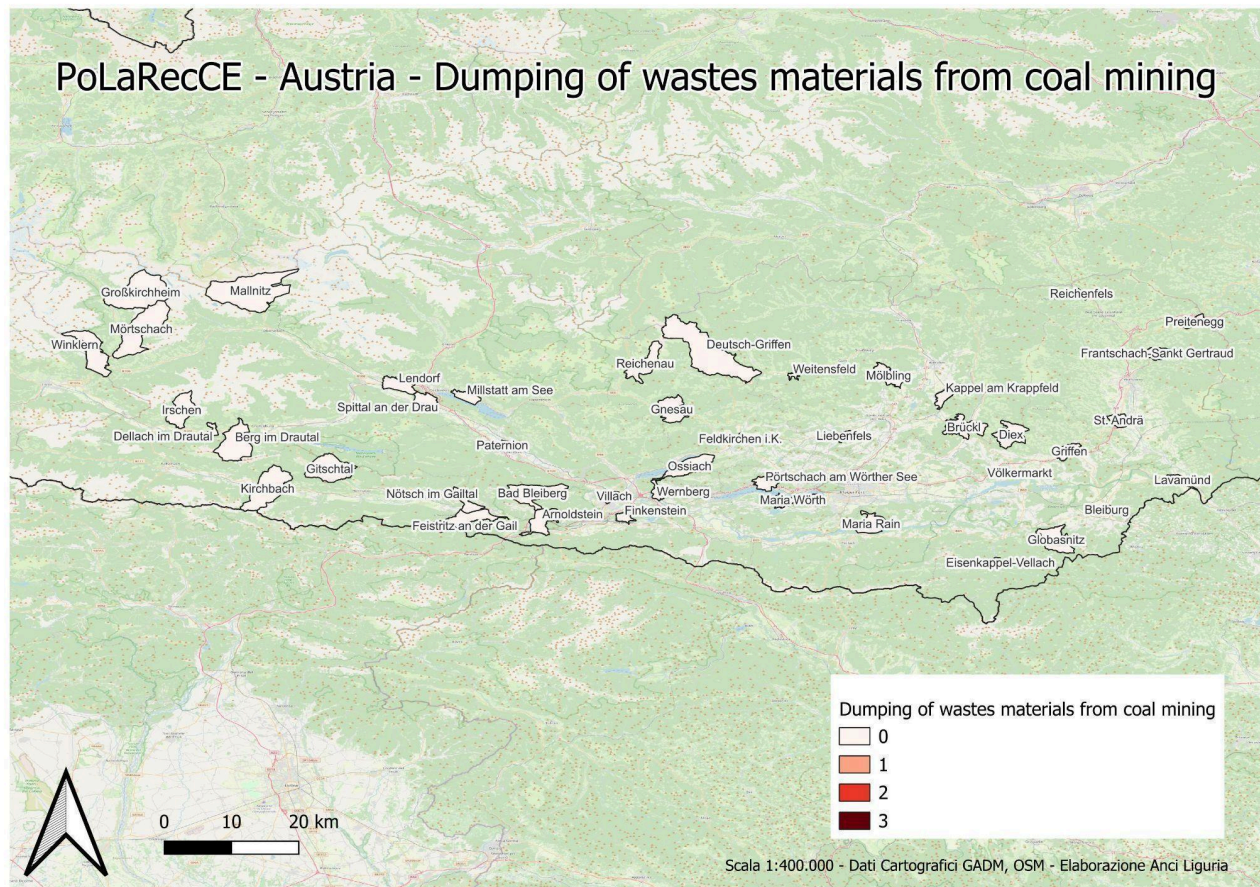 PoLaRecCE - Austria - Dumping of wastes materials from coal mining
Großkirchheim
Mallnitz
Reichenfels
Mörtschach
Preitenegg
Winklern
Deutsch-Griffen
Frantschach-Sankt Gertraud
Reichenau
Weitensfeld
Mölbling
Lendorf
Millstatt am See
Kappel am Krappfeld
Spittal an der Drau
Irschen
Gnesau
St. Andrä
Dellach im Drautal
Berg im Drautal
Paternion
Feldkirchen i.K.
Liebenfels
Brückl
Diex
Griffen
Gitschtal
Ossiach
Kirchbach
Pörtschach am Wörther See
Völkermarkt
Lavamünd
Nötsch im Gailtal
Bad Bleiberg
Villach
Wernberg
Maria Wörth
Feistritz an der Gail
Arnoldstein
Finkenstein
Maria Rain
Bleiburg
Globasnitz
Eisenkappel-Vellach
Dumping of wastes materials from coal mining
0
1
2
3
0 10 20 km
Scala 1:400.000 - Dati Cartografici GADM, OSM - Elaborazione Anci Liguria